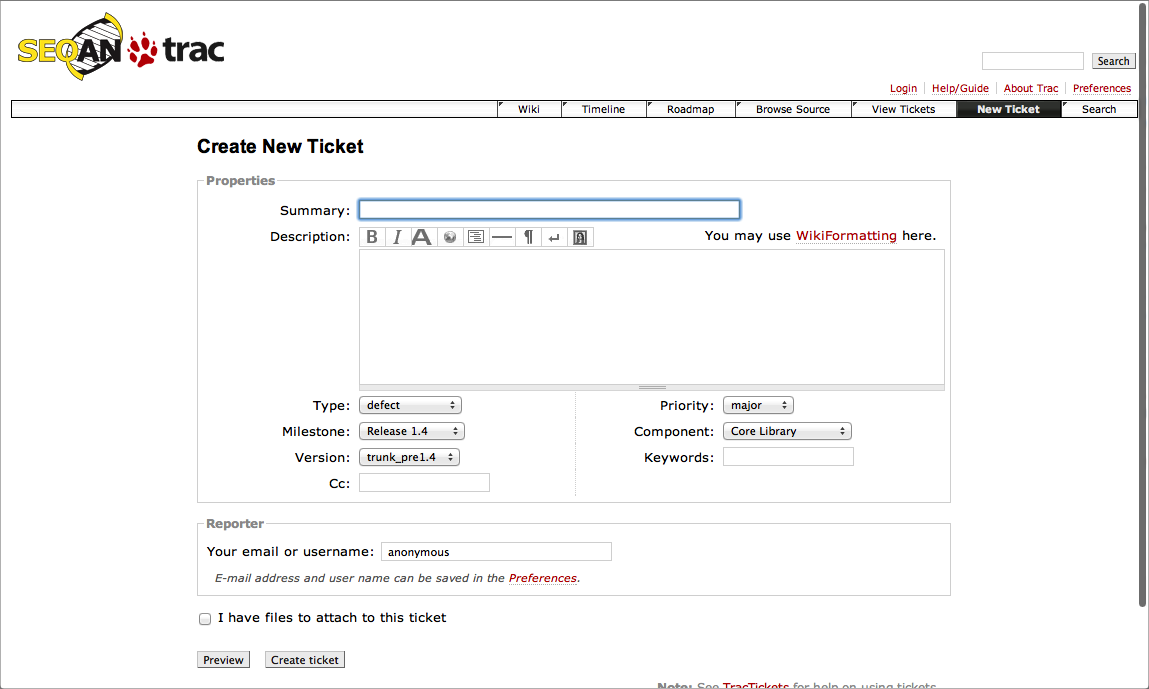 SEQAN trac
Search
Login Help/Guide About Trac Preferences
Wiki Timeline Roadmap Browse Source View Tickets New Ticket Search
Create New Ticket
Properties
Summary:
Description: B I A ¶ ↵ You may use WikiFormatting here.
Type: defect Priority: major
Milestone: Release 1.4 Component: Core Library
Version: trunk_pre1.4 Keywords:
Cc:
Reporter
Your email or username: anonymous
E-mail address and user name can be saved in the Preferences.
I have files to attach to this ticket
Preview Create ticket
Note: See TracTickets for help on using tickets.